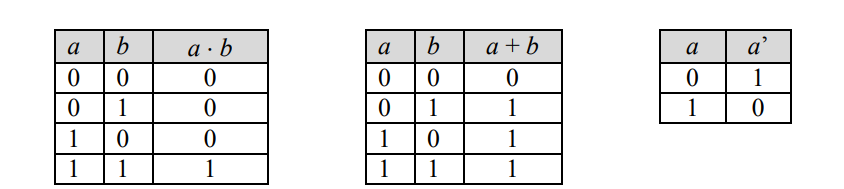 a b a · b
0 0 0
0 1 0
1 0 0
1 1 1
a b a + b
0 0 0
0 1 1
1 0 1
1 1 1
a a’
0 1
1 0